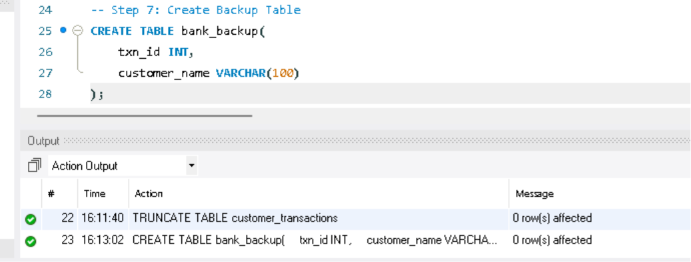 24 -- Step 7: Create Backup Table
25 CREATE TABLE bank_backup(
26 txn_id INT,
27 customer_name VARCHAR(100)
28 );
Output
Action Output
# Time Action Message
22 16:11:40 TRUNCATE TABLE customer_transactions 0 row(s) affected
23 16:13:02 CREATE TABLE bank_backup( txn_id INT, customer_name VARCHA... 0 row(s) affected